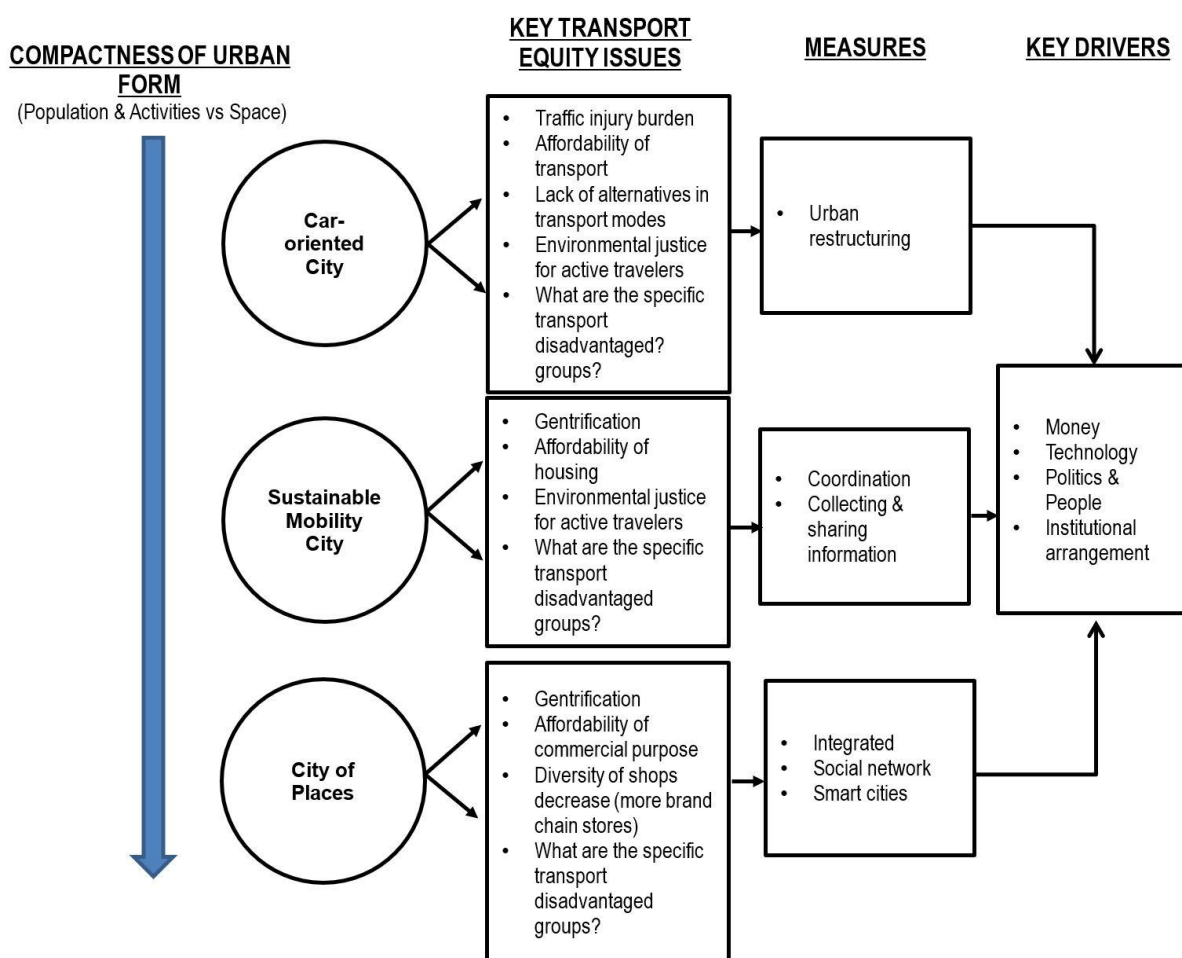 COMPACTNESS OF URBAN
FORM
(Population & Activities vs Space)
KEY TRANSPORT
EQUITY ISSUES
MEASURES
KEY DRIVERS
Car-
oriented
City
• Traffic injury burden
• Affordability of
transport
• Lack of alternatives in
transport modes
• Environmental justice
for active travelers
• What are the specific
transport
disadvantaged?
groups?
• Urban
restructuring
Sustainable
Mobility
City
• Gentrification
• Affordability of
housing
• Environmental justice
for active travelers
• What are the specific
transport
disadvantaged
groups?
• Coordination
• Collecting &
sharing
information
• Money
• Technology
• Politics &
People
• Institutional
arrangement
City of
Places
• Gentrification
• Affordability of
commercial purpose
• Diversity of shops
decrease (more brand
chain stores)
• What are the specific
transport
disadvantaged
groups?
• Integrated
• Social network
• Smart cities